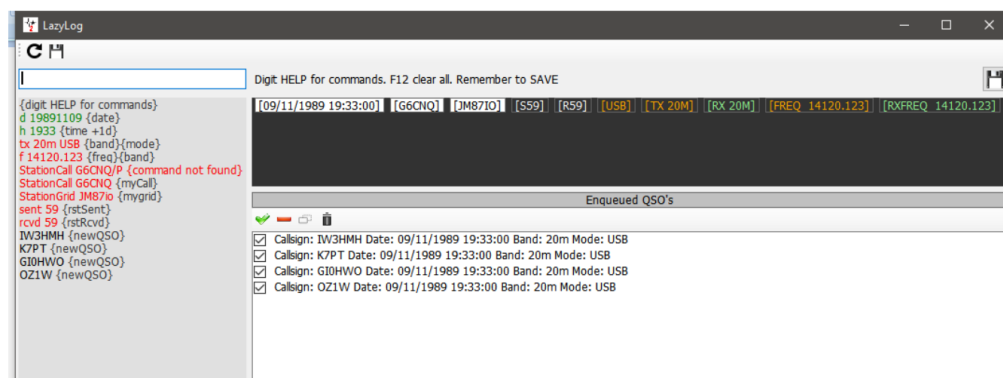 LazyLog
Digit HELP for commands. F12 clear all. Remember to SAVE
{digit HELP for commands}
d 19891109 {date}
h 1933 {time +1d}
tx 20m USB {band}{mode}
f 14120.123 {freq}{band}
StationCall G6CNQ/P {command not found}
StationCall G6CNQ {myCall}
StationGrid JM87io {mygrid}
sent 59 {rstSent}
rcvd 59 {rstRcvd}
IW3HMH {newQSO}
K7PT {newQSO}
GI0HWO {newQSO}
OZ1W {newQSO}
[09/11/1989 19:33:00] [G6CNQ] [JM87IO] [S59] [R59] [USB] [TX 20M] [RX 20M] [FREQ 14120.123] [RXFREQ 14120.123]
Enqueued QSO's
Callsign: IW3HMH Date: 09/11/1989 19:33:00 Band: 20m Mode: USB
Callsign: K7PT Date: 09/11/1989 19:33:00 Band: 20m Mode: USB
Callsign: GI0HWO Date: 09/11/1989 19:33:00 Band: 20m Mode: USB
Callsign: OZ1W Date: 09/11/1989 19:33:00 Band: 20m Mode: USB